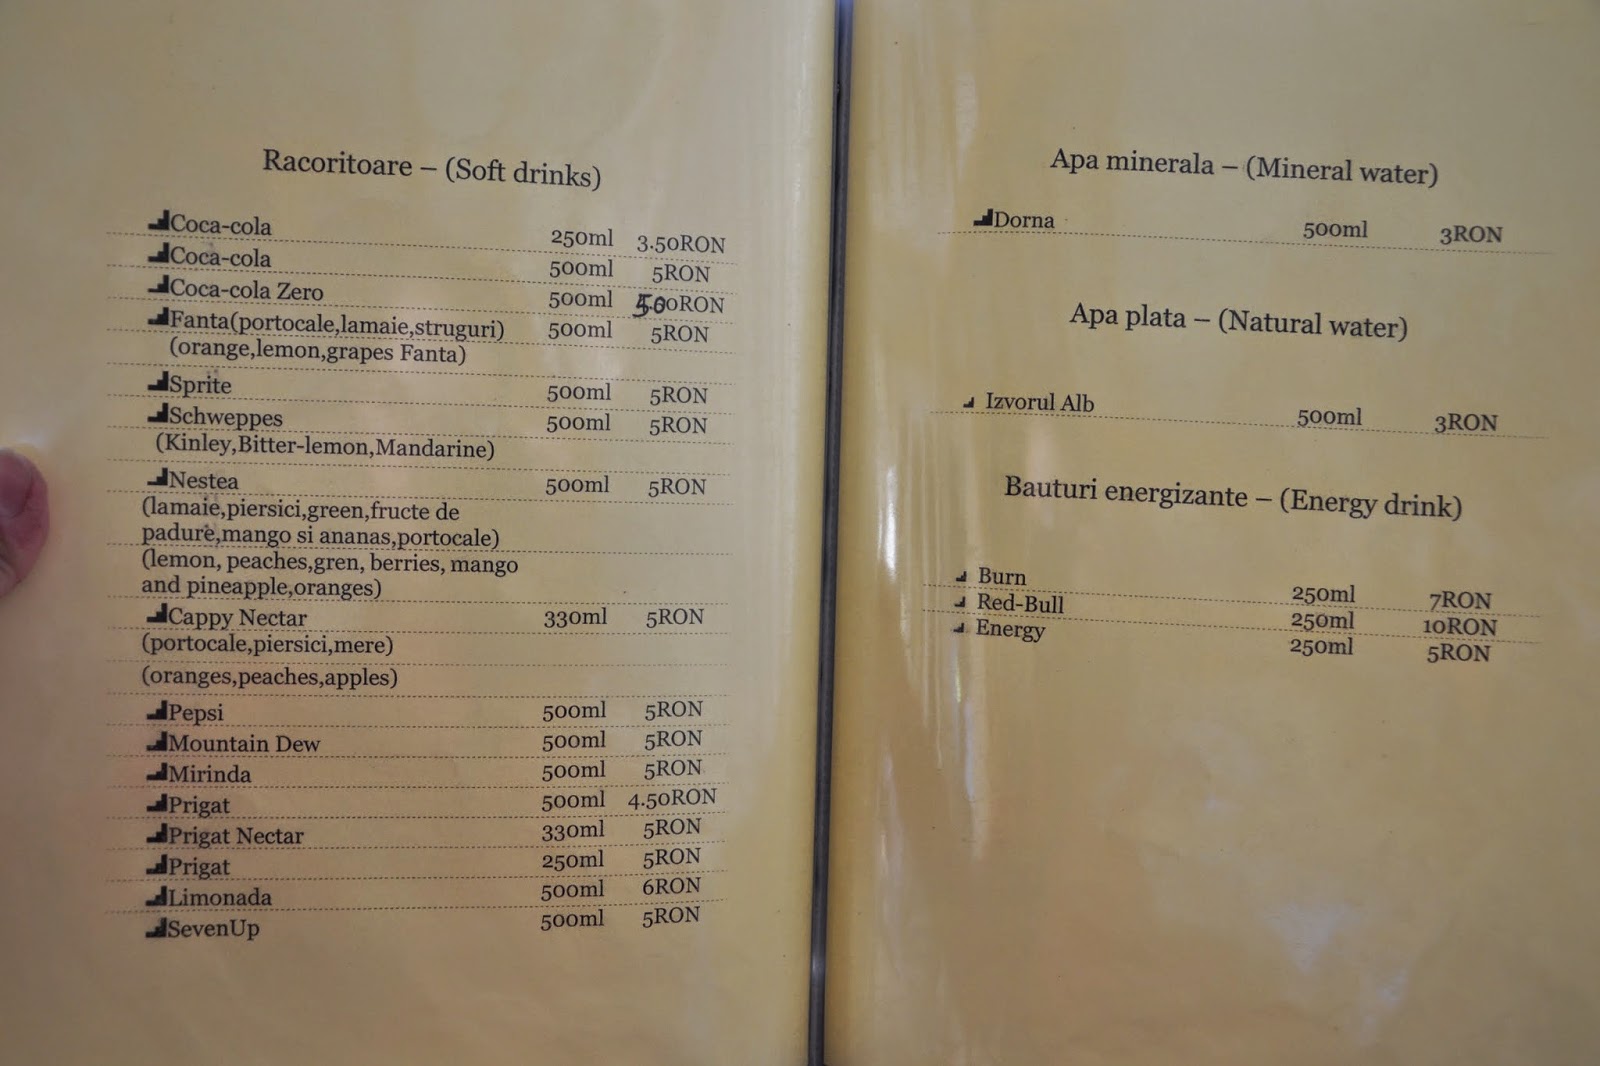 Racoritoare – (Soft drinks)
Coca-cola 250ml 3.50RON
Coca-cola 500ml 5RON
Coca-cola Zero 500ml 5.00RON
Fanta(portocale,lamaie,struguri) 500ml 5RON
(orange,lemon,grapes Fanta)
Sprite 500ml 5RON
Schweppes 500ml 5RON
(Kinley,Bitter-lemon,Mandarine)
Nestea 500ml 5RON
(lamaie,piersici,green,fructe de
padure,mango si ananas,portocale)
(lemon, peaches,gren, berries, mango
and pineapple,oranges)
Cappy Nectar 330ml 5RON
(portocale,piersici,mere)
(oranges,peaches,apples)
Pepsi 500ml 5RON
Mountain Dew 500ml 5RON
Mirinda 500ml 5RON
Prigat 500ml 4.50RON
Prigat Nectar 330ml 5RON
Prigat 250ml 5RON
Limonada 500ml 6RON
SevenUp 500ml 5RON
Apa minerala – (Mineral water)
Dorna 500ml 3RON
Apa plata – (Natural water)
Izvorul Alb 500ml 3RON
Bauturi energizante – (Energy drink)
Burn 250ml 7RON
Red-Bull 250ml 10RON
Energy 250ml 5RON